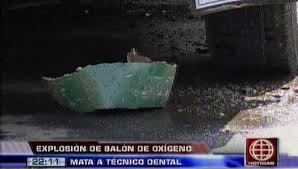 EXPLOSIÓN DE BALÓN DE OXÍGENO
22:11
MATA A TÉCNICO DENTAL
NOTICIAS